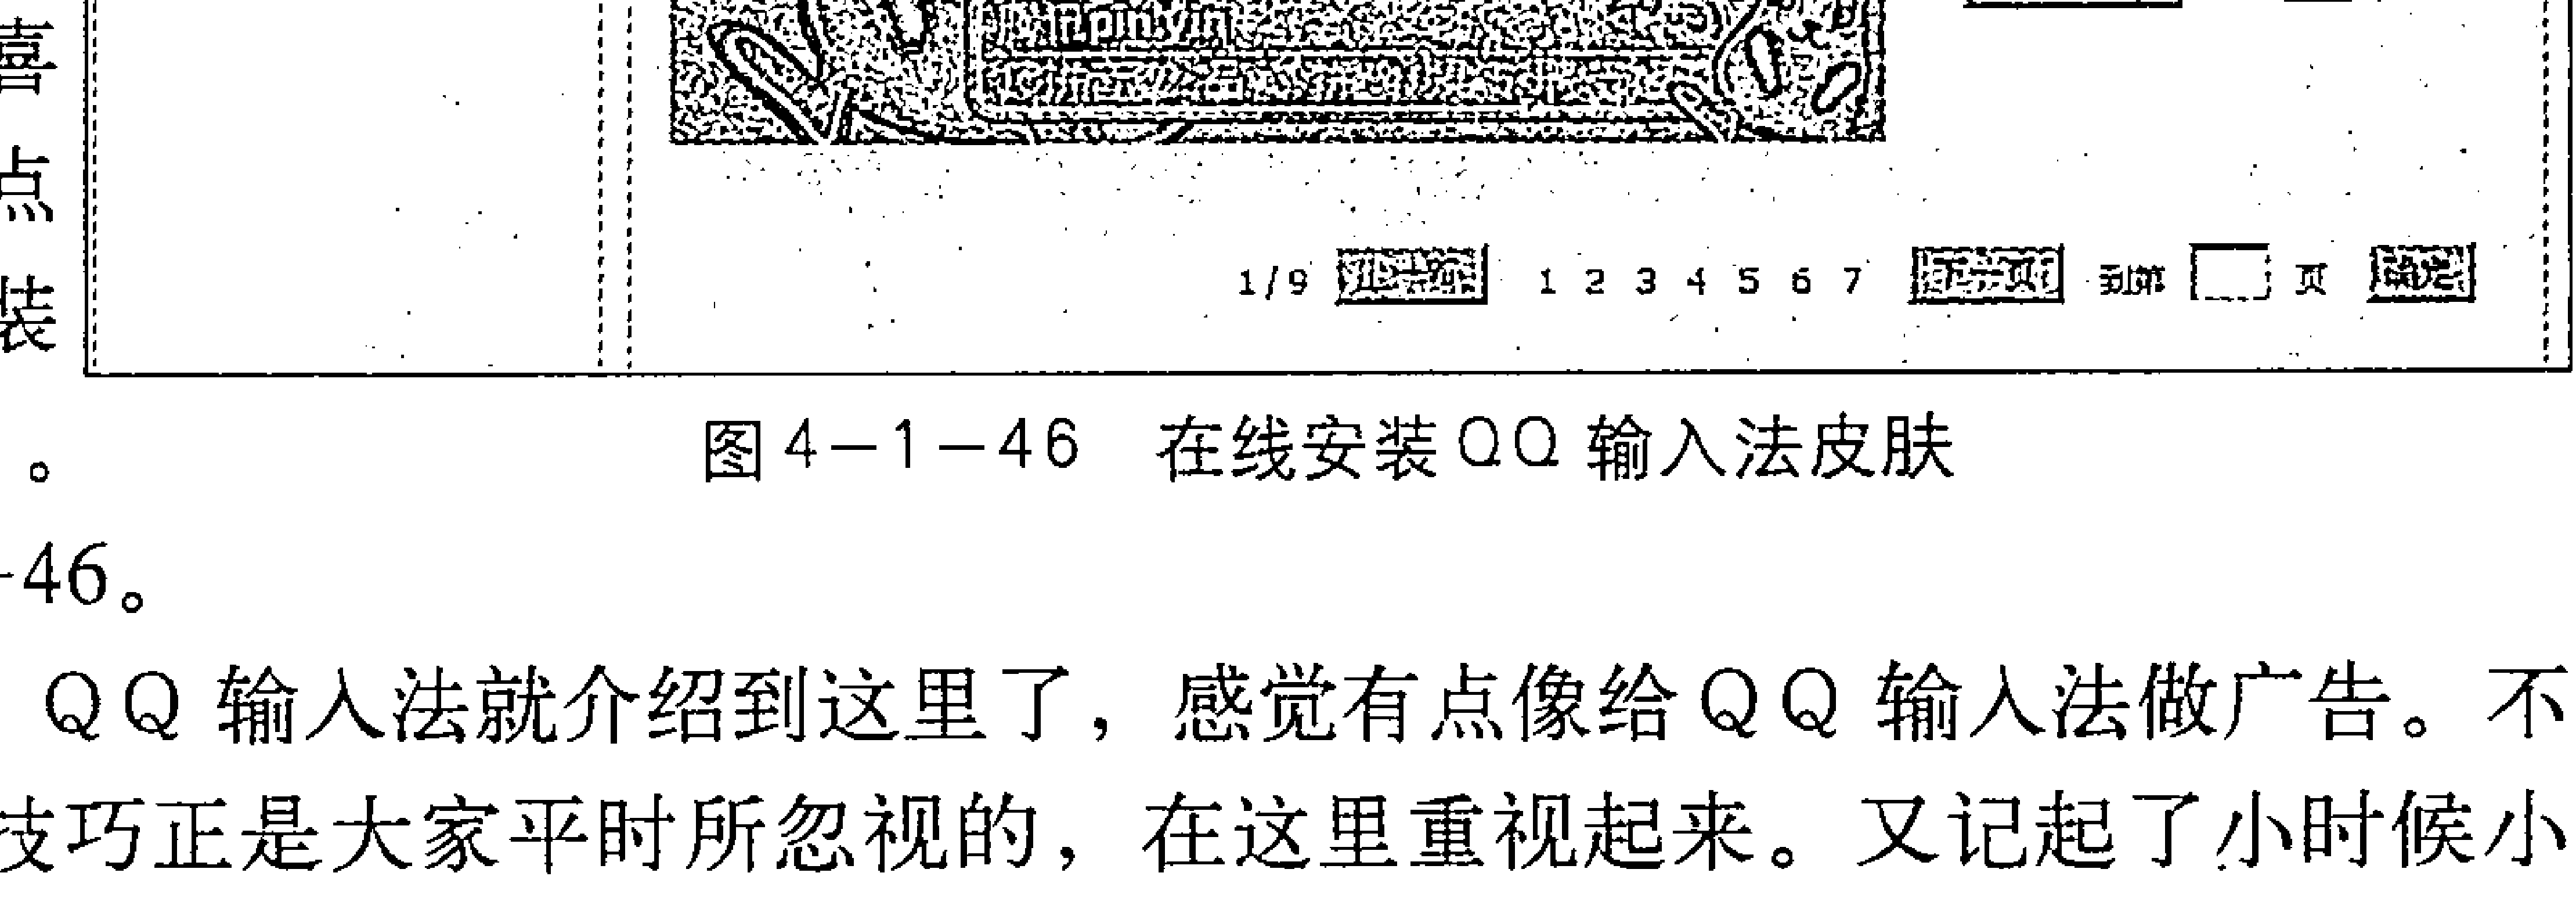 喜
点
装
。
1/9 1 2 3 4 5 6 7 到第 页
图4-1-46 在线安装QQ输入法皮肤
-46。
QQ输入法就介绍到这里了，感觉有点像给QQ输入法做广告。不
技巧正是大家平时所忽视的，在这里重视起来。又记起了小时候小